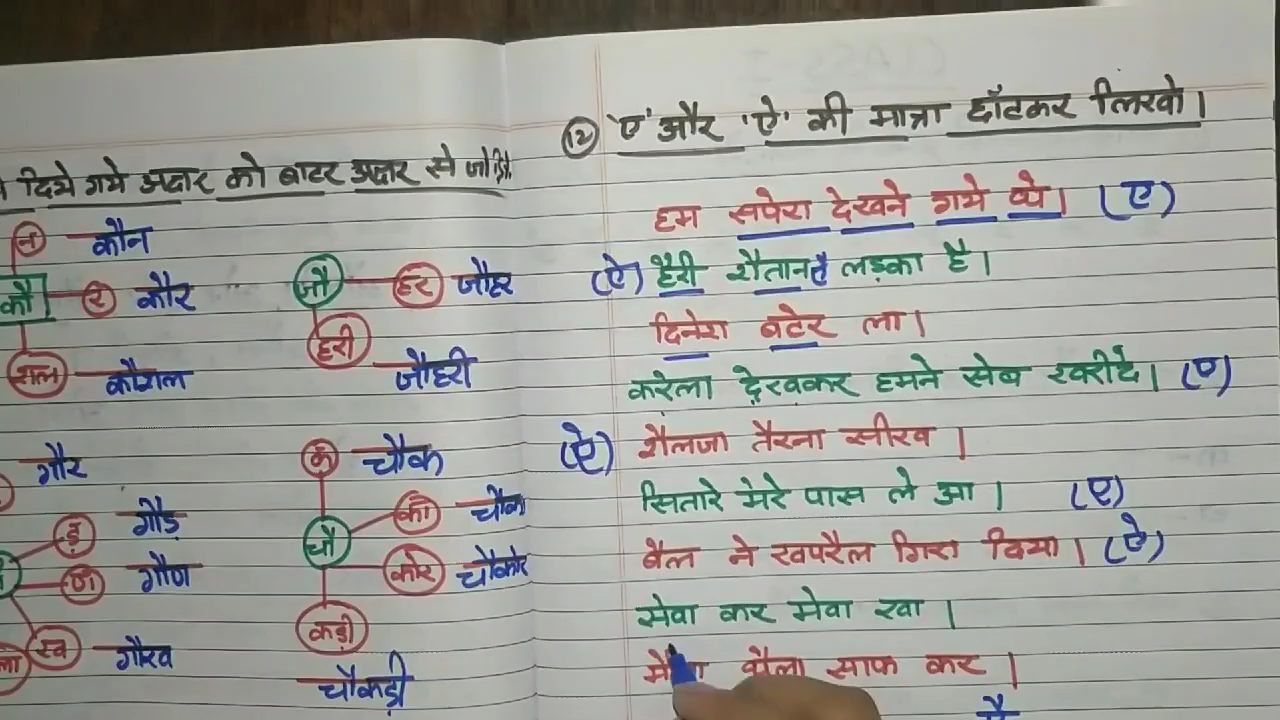 दिये गये अक्षर को बाहर अक्षर से जोड़ो
न कौन
कौ र कौर
शल कौशल
जौ हर जौहर
हरी
जौहरी
गौर
ड़ गौड़
ण गौण
ला रव गौरव
क चौक
चौ का चौका
कोर चौकोर
कड़ी
चौकड़ी
(12) 'ए' और 'ऐ' की मात्रा छाँटकर लिखो।
हम सपेरा देखने गये थे। (ए)
(ऐ) हैरी शैतान है लड़का है।
दिनेश बटेर ला।
करेला देखकर हमने सेब खरीदे। (ए)
(ऐ) शैलजा तैरना सीख ।
सितारे मेरे पास ले आ । (ए)
बैल ने खपरैल गिरा दिया। (ऐ)
सेवा कर मेवा खा ।
थैला साफ कर ।